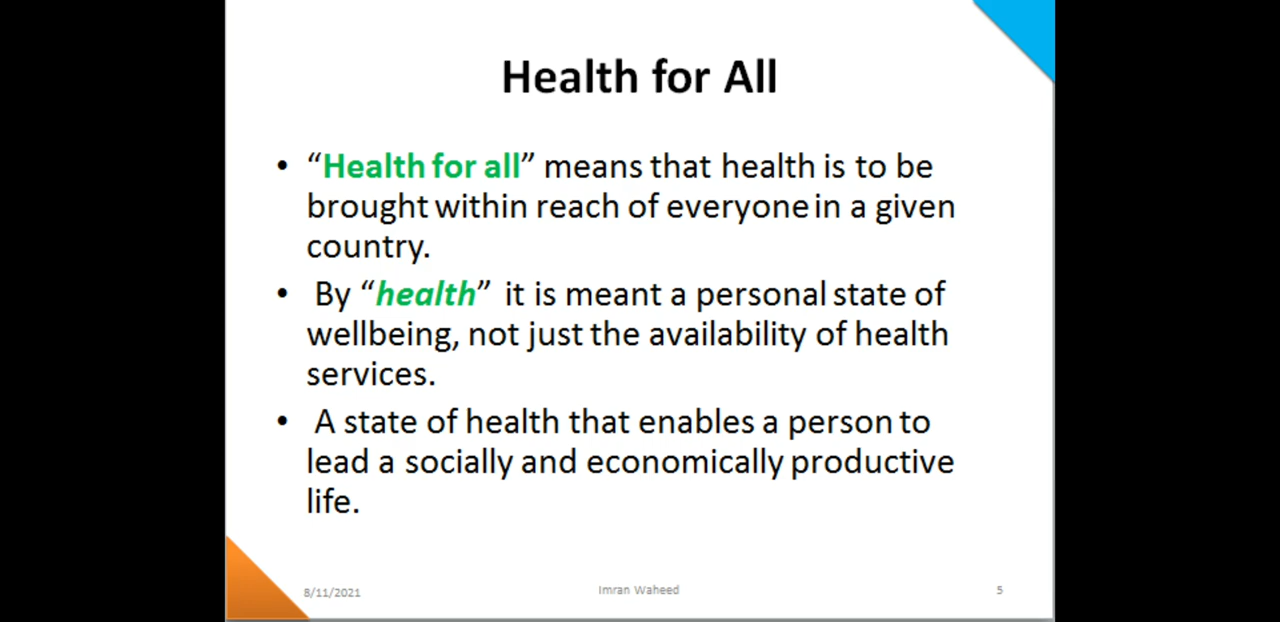 Health for All
• “Health for all” means that health is to be
brought within reach of everyone in a given
country.
• By “health” it is meant a personal state of
wellbeing, not just the availability of health
services.
• A state of health that enables a person to
lead a socially and economically productive
life.
8/11/2021
Imran Waheed
5